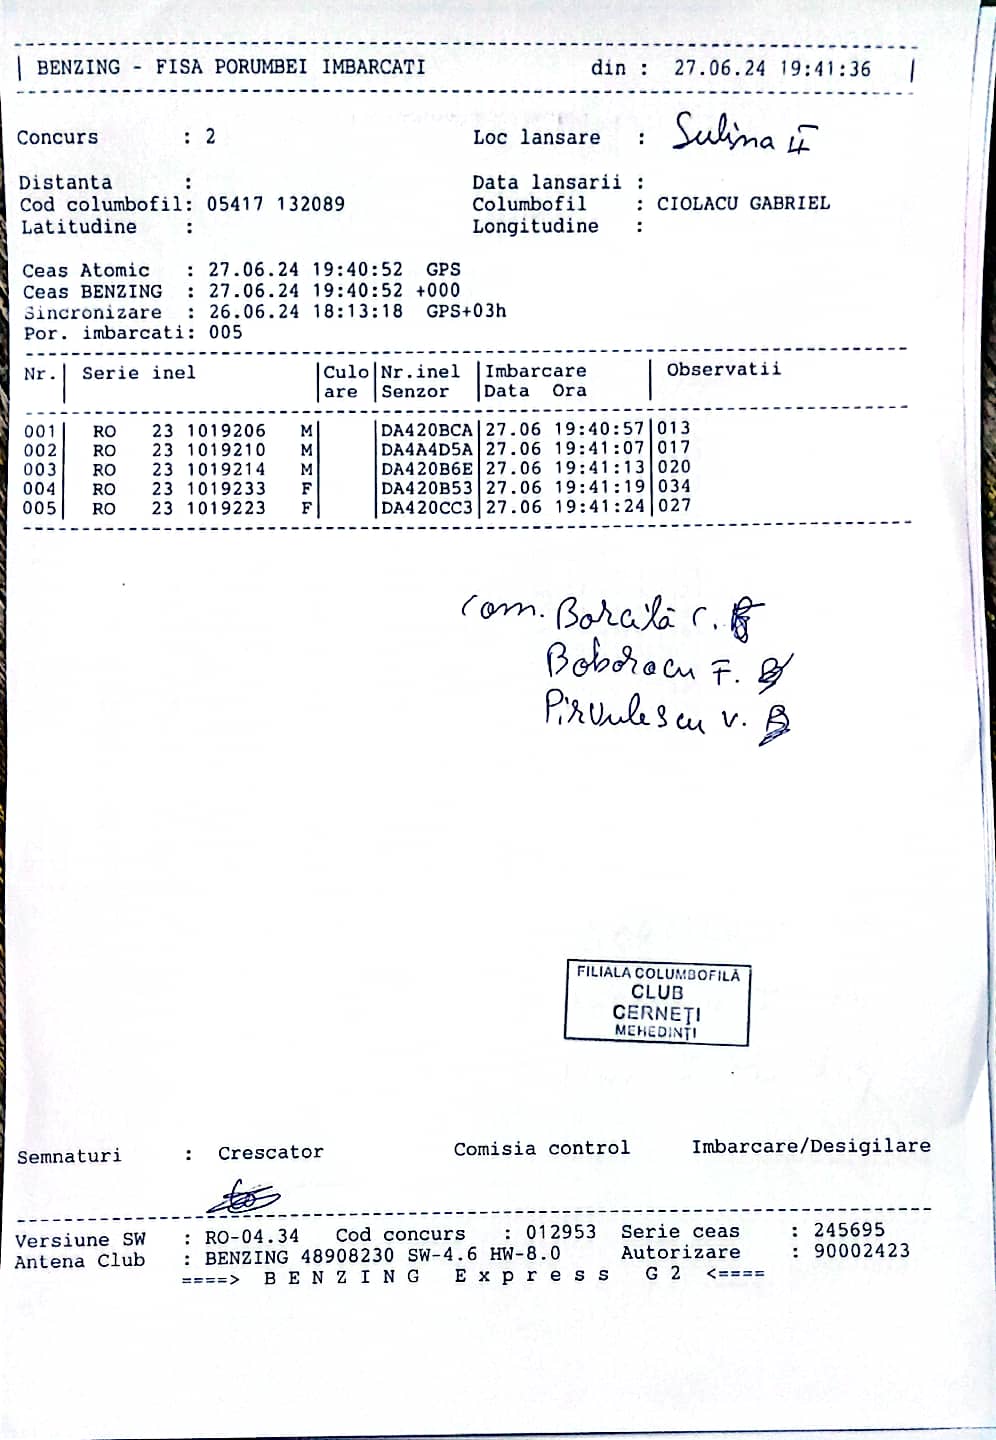 BENZING - FISA PORUMBEI IMBARCATI din : 27.06.24 19:41:36
Concurs : 2 Loc lansare : Sulina II
Distanta : Data lansarii :
Cod columbofil: 05417 132089 Columbofil : CIOLACU GABRIEL
Latitudine : Longitudine :
Ceas Atomic : 27.06.24 19:40:52 GPS
Ceas BENZING : 27.06.24 19:40:52 +000
Sincronizare : 26.06.24 18:13:18 GPS+03h
Por. imbarcati: 005
Nr.| Serie inel |Culo|Nr.inel |Imbarcare | Observatii
|are |Senzor |Data Ora |
001| RO 23 1019206 M| |DA420BCA|27.06 19:40:57|013
002| RO 23 1019210 M| |DA4A4D5A|27.06 19:41:07|017
003| RO 23 1019214 M| |DA420B6E|27.06 19:41:13|020
004| RO 23 1019233 F| |DA420B53|27.06 19:41:19|034
005| RO 23 1019223 F| |DA420CC3|27.06 19:41:24|027
Com. Borcilă C.
Boboracu F.
Pirvulescu V.
FILIALA COLUMBOFILĂ
CLUB
CERNEȚI
MEHEDINȚI
Semnaturi : Crescator Comisia control Imbarcare/Desigilare
Versiune SW : RO-04.34 Cod concurs : 012953 Serie ceas : 245695
Antena Club : BENZING 48908230 SW-4.6 HW-8.0 Autorizare : 90002423
====> B E N Z I N G E x p r e s s G 2 <====